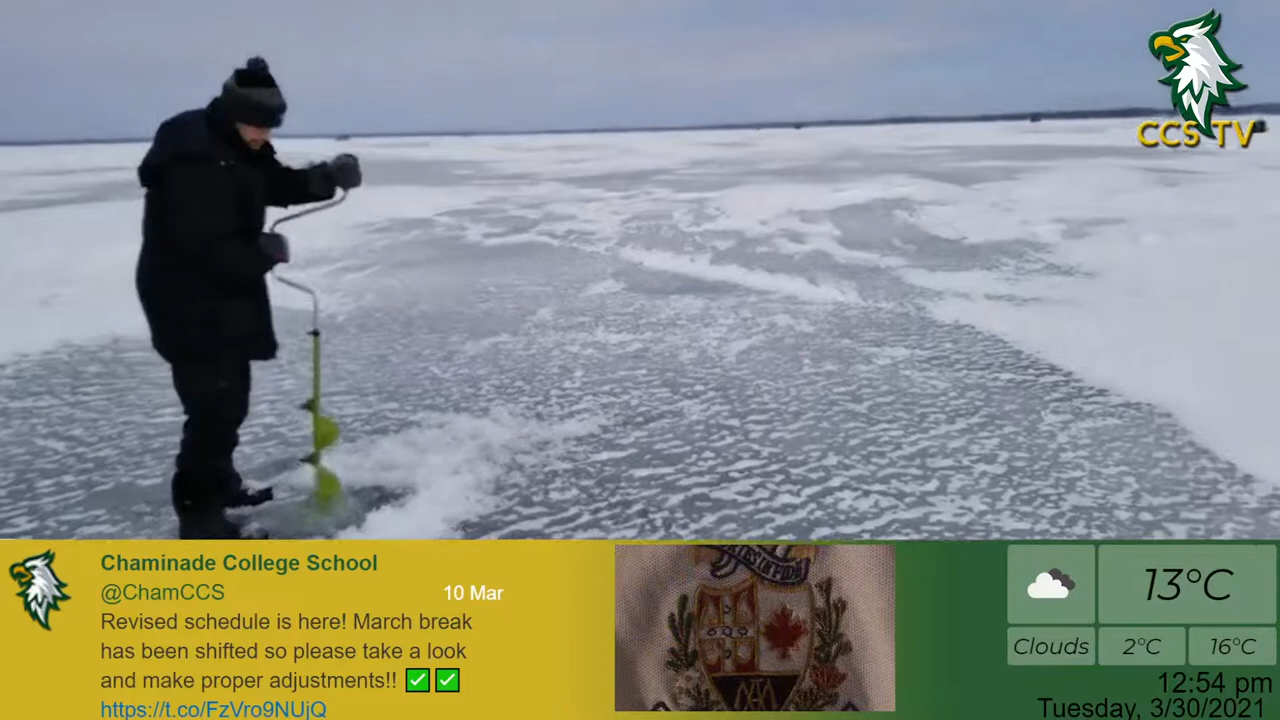 CCS TV
Chaminade College School
@ChamCCS
10 Mar
Revised schedule is here! March break
has been shifted so please take a look
and make proper adjustments!! ✅ ✅
https://t.co/FzVro9NUjQ
13°C
Clouds
2°C
16°C
12:54 pm
Tuesday, 3/30/2021